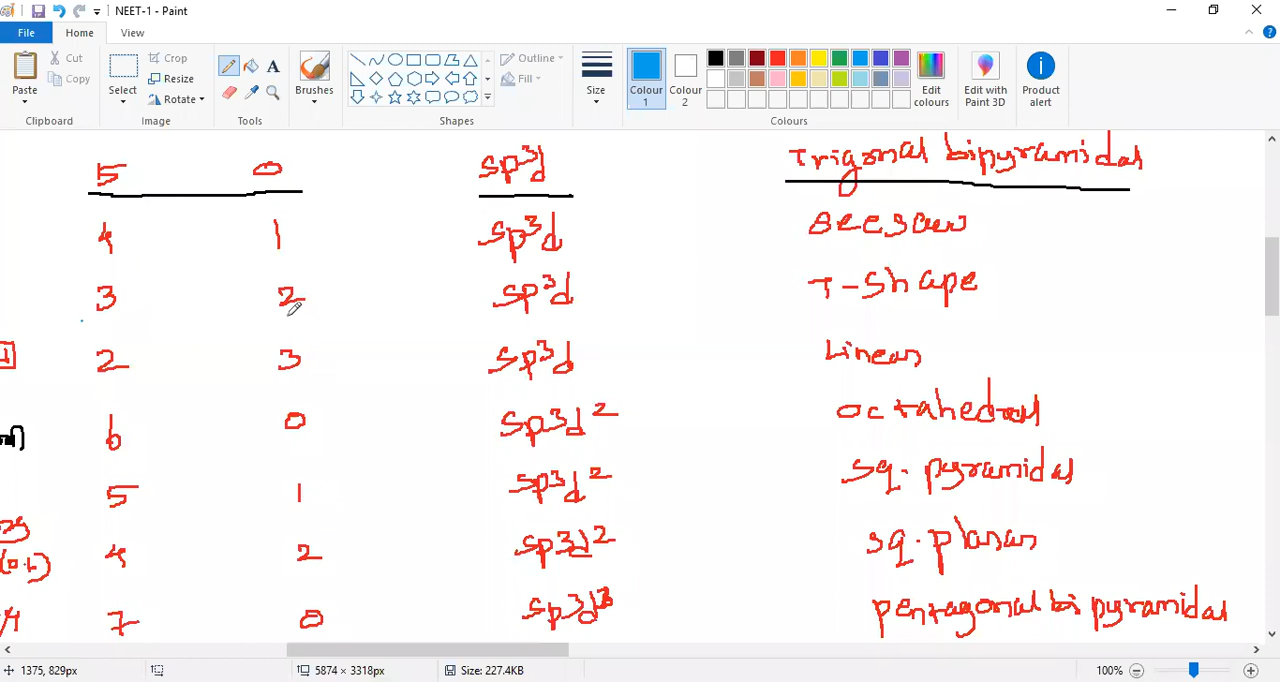 NEET-1 - Paint
File Home View
Paste Cut Copy Clipboard
Select Crop Resize Rotate Image
Tools
Brushes
Outline Fill Shapes
Size
Colour 1 Colour 2 Edit colours Colours
Edit with Paint 3D
Product alert
5 0 sp³d Trigonal bipyramidal
4 1 sp³d seesaw
3 2 sp³d T-shape
2 3 sp³d Linear
6 0 sp3d² octahedral
5 1 sp³d² sq. pyramidal
4 2 sp3d² sq. planar
7 0 sp³d³ pentagonal bipyramidal
1375, 829px 5874 × 3318px Size: 227.4KB 100%